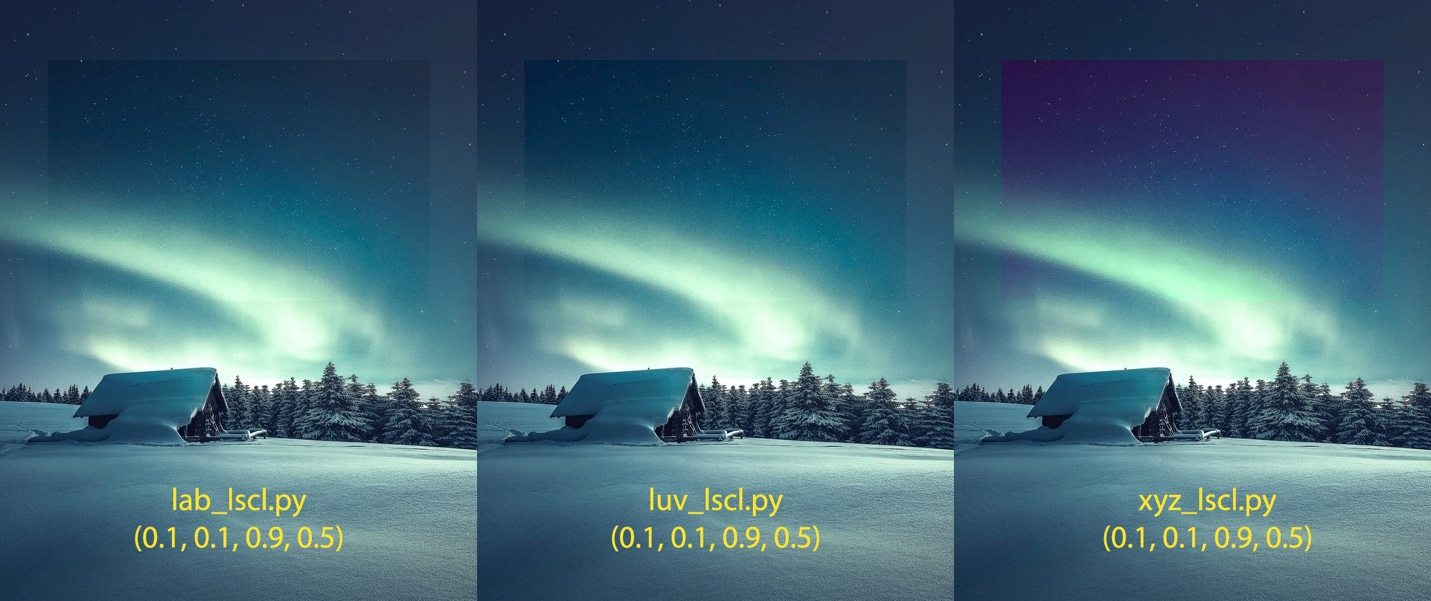 lab_lscl.py
(0.1, 0.1, 0.9, 0.5)
luv_lscl.py
(0.1, 0.1, 0.9, 0.5)
xyz_lscl.py
(0.1, 0.1, 0.9, 0.5)